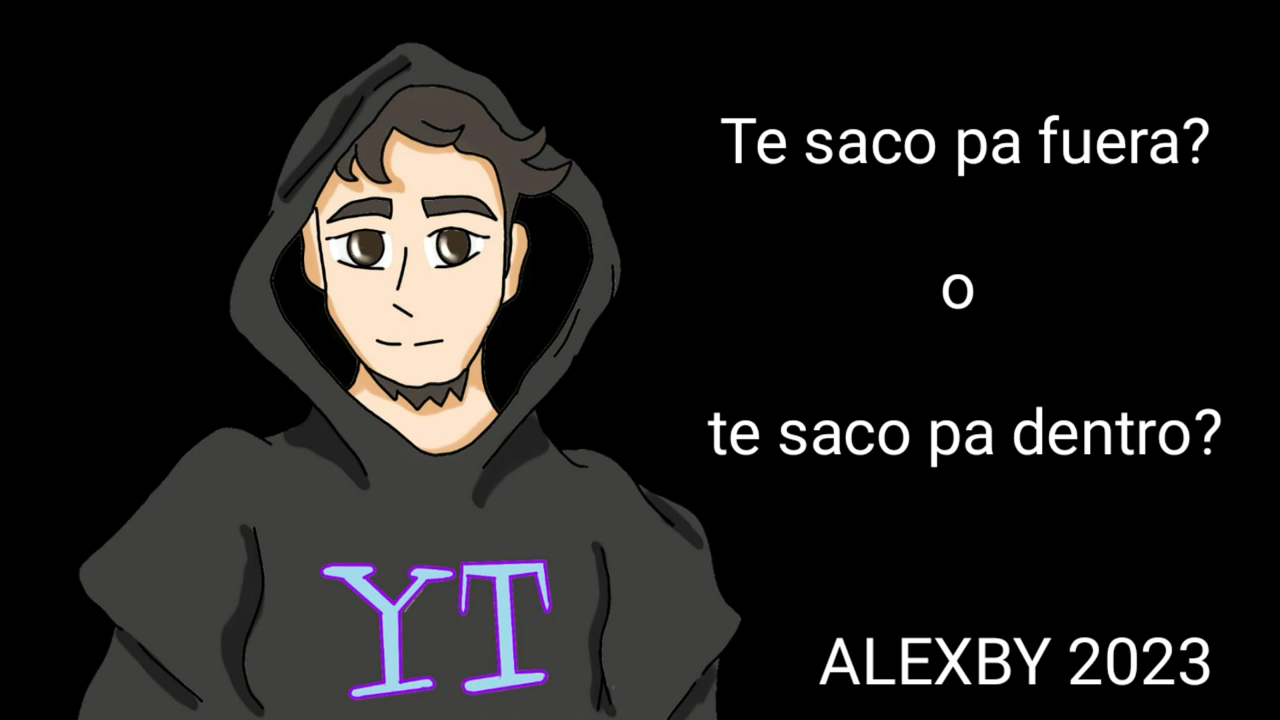 Te saco pa fuera?
o
te saco pa dentro?
YT
ALEXBY 2023